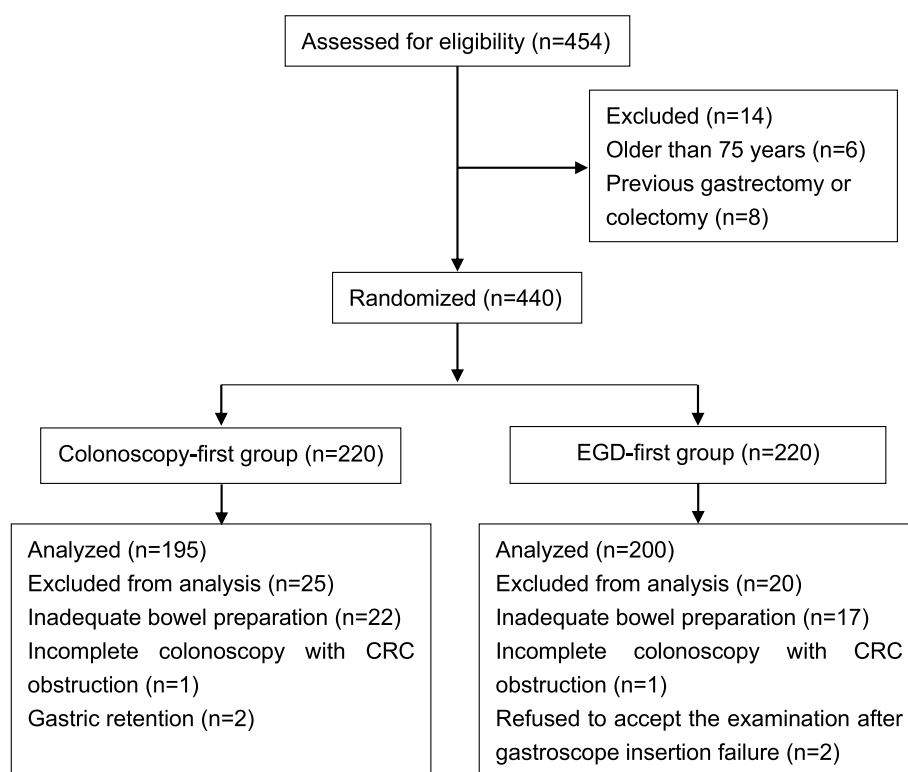 Assessed for eligibility (n=454)
Excluded (n=14)
Older than 75 years (n=6)
Previous gastrectomy or
colectomy (n=8)
Randomized (n=440)
Colonoscopy-first group (n=220)
EGD-first group (n=220)
Analyzed (n=195)
Excluded from analysis (n=25)
Inadequate bowel preparation (n=22)
Incomplete colonoscopy with CRC
obstruction (n=1)
Gastric retention (n=2)
Analyzed (n=200)
Excluded from analysis (n=20)
Inadequate bowel preparation (n=17)
Incomplete colonoscopy with CRC
obstruction (n=1)
Refused to accept the examination after
gastroscope insertion failure (n=2)